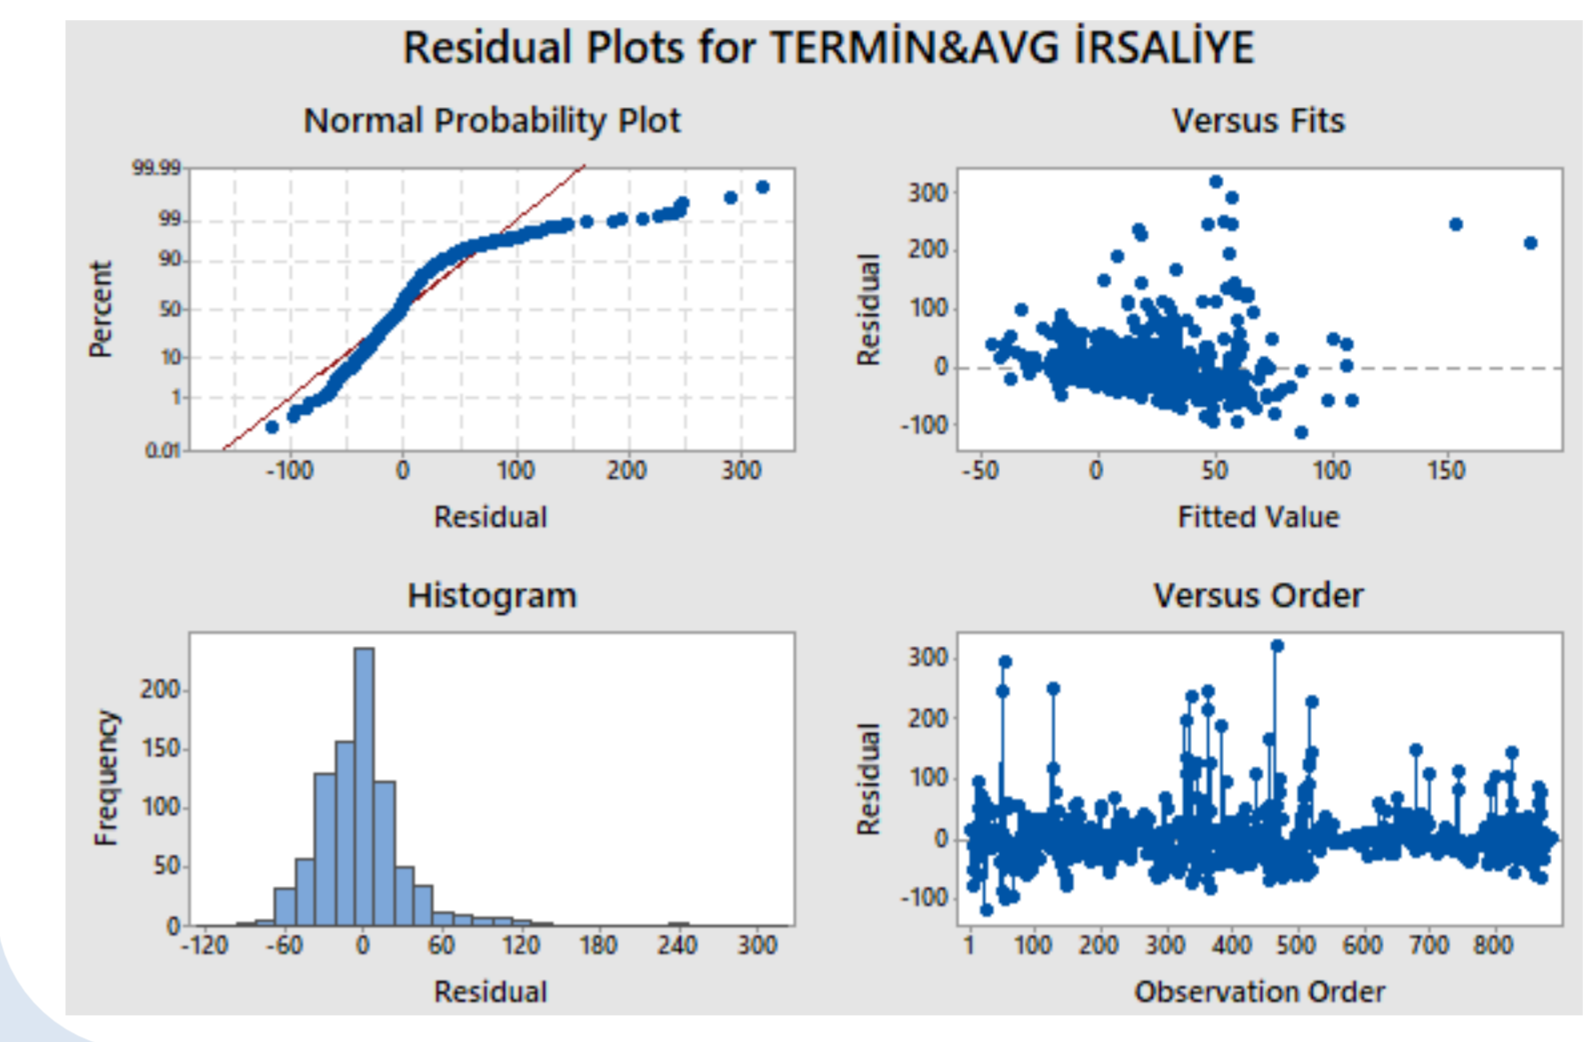 Residual Plots for TERMİN&AVG İRSALİYE
Normal Probability Plot
99.99
99
90
50
10
1
0.01
Percent
-100 0 100 200 300
Residual
Versus Fits
300
200
100
0
-100
Residual
-50 0 50 100 150
Fitted Value
Histogram
200
150
100
50
0
Frequency
-120 -60 0 60 120 180 240 300
Residual
Versus Order
300
200
100
0
-100
Residual
1 100 200 300 400 500 600 700 800
Observation Order